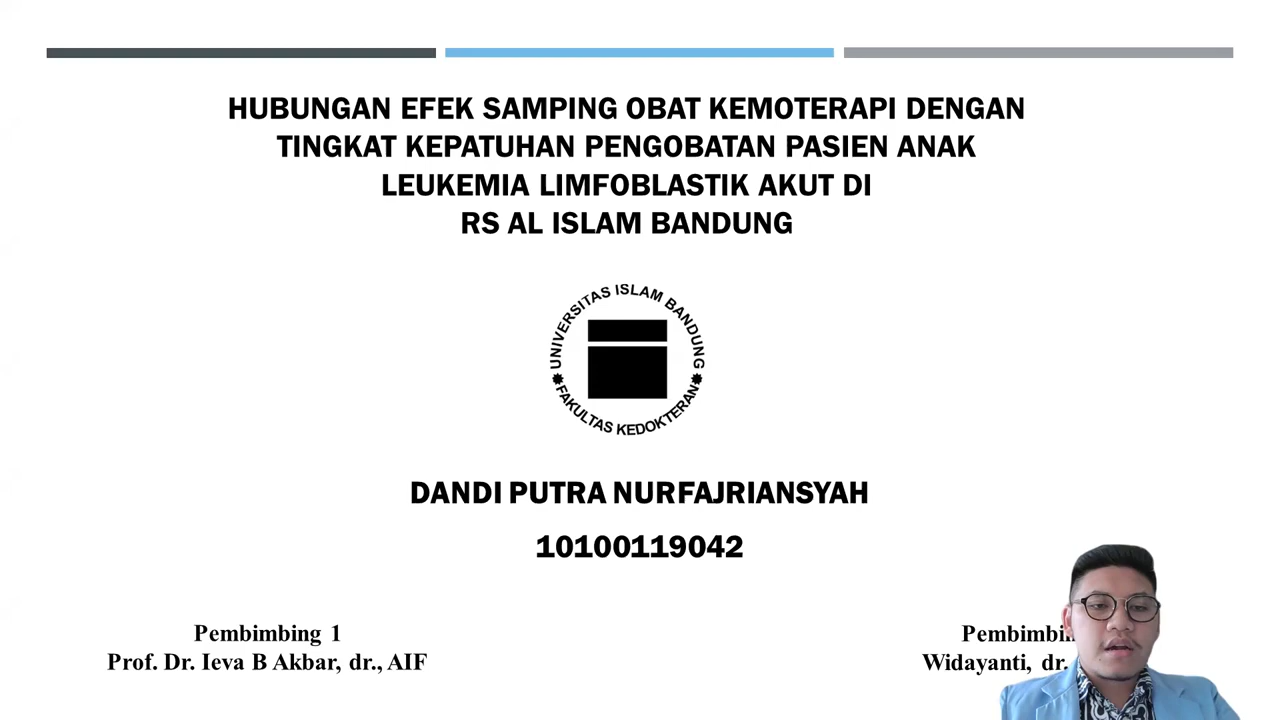 HUBUNGAN EFEK SAMPING OBAT KEMOTERAPI DENGAN
TINGKAT KEPATUHAN PENGOBATAN PASIEN ANAK
LEUKEMIA LIMFOBLASTIK AKUT DI
RS AL ISLAM BANDUNG
UNIVERSITAS ISLAM BANDUNG
FAKULTAS KEDOKTERAN
DANDI PUTRA NURFAJRIANSYAH
10100119042
Pembimbing 1
Prof. Dr. Ieva B Akbar, dr., AIF
Widayanti, dr.